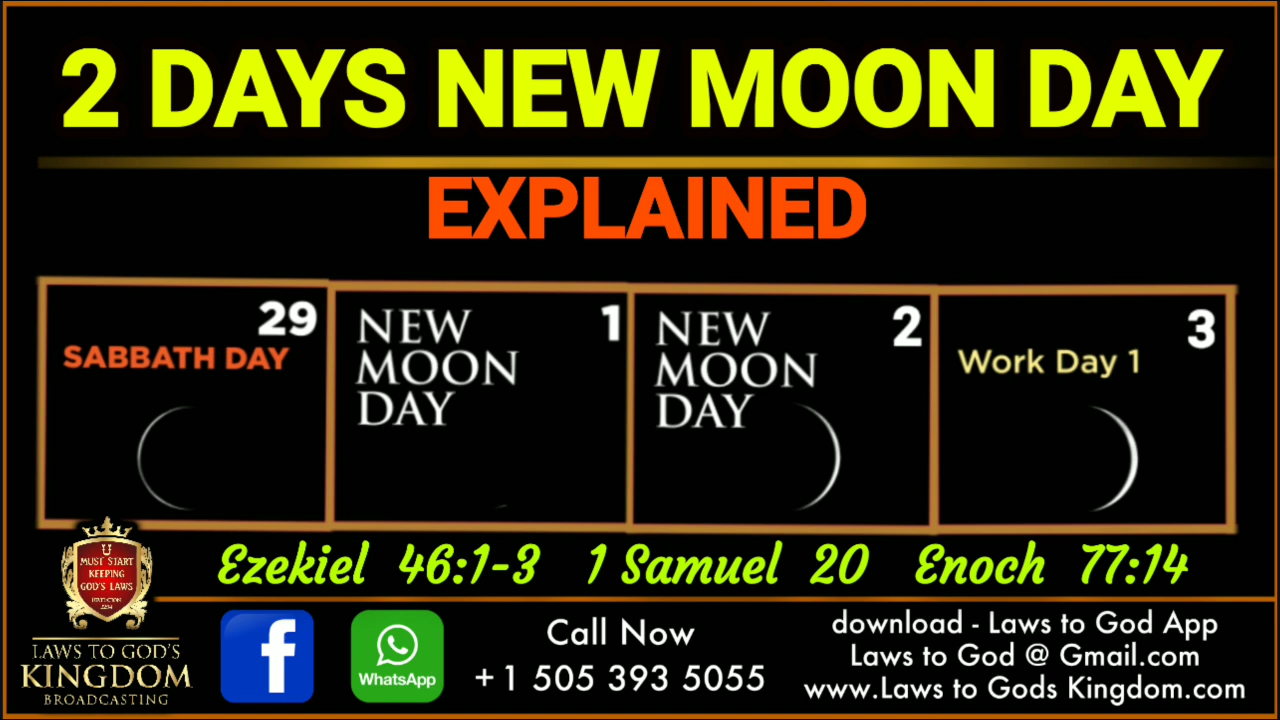 2 DAYS NEW MOON DAY
EXPLAINED
29
SABBATH DAY
1
NEW
MOON
DAY
2
NEW
MOON
DAY
3
Work Day 1
Ezekiel 46:1-3 1 Samuel 20 Enoch 77:14
U
MUST START
KEEPING
GOD'S LAWS
LAWS TO GOD'S
KINGDOM
BROADCASTING
f
WhatsApp
Call Now
+1 505 393 5055
download - Laws to God App
Laws to God @ Gmail.com
www.Laws to Gods Kingdom.com